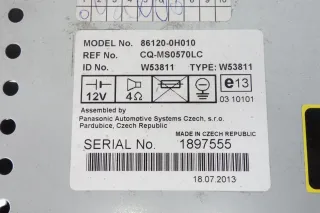 MODEL No. 86120-0H010
REF No. CQ-MS0570LC
ID No. W53811 TYPE: W53811
12V 4Ω e13
03 10101
Assembled by
Panasonic Automotive Systems Czech, s.r.o.
Pardubice, Czech Republic
MADE IN CZECH REPUBLIC
SERIAL No. 1897555
18.07.2013